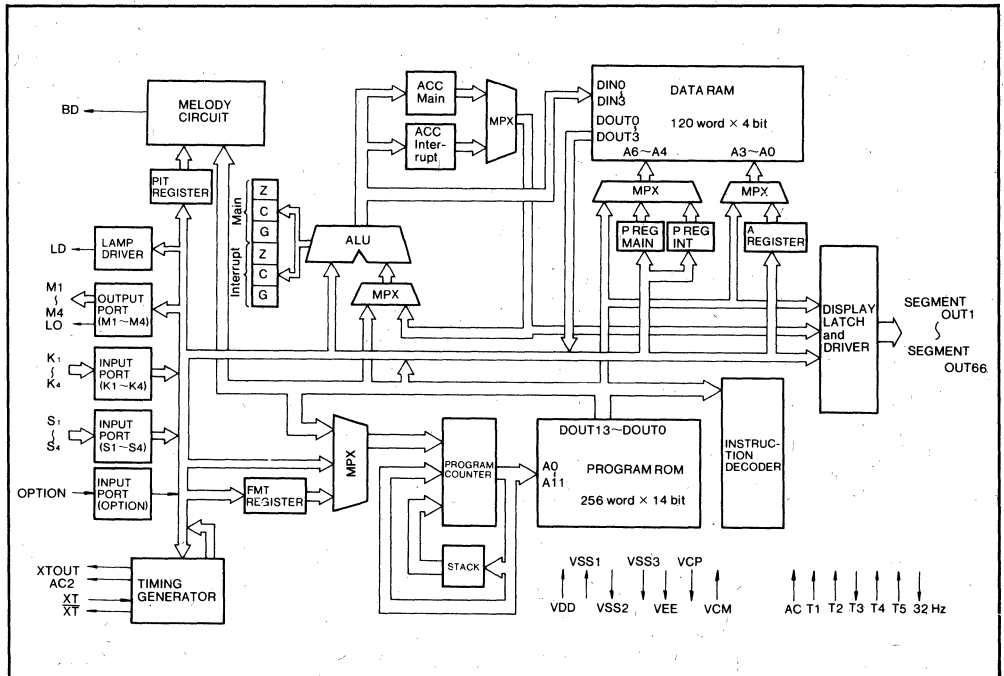 BD
MELODY
CIRCUIT
PIT
REGISTER
LD
LAMP
DRIVER
M1
~
M4
LO
OUTPUT
PORT
(M1~M4)
K1
~
K4
INPUT
PORT
(K1~K4)
S1
~
S4
INPUT
PORT
(S1~S4)
OPTION
INPUT
PORT
(OPTION)
XTOUT
AC2
XT
XT
TIMING
GENERATOR
Main
Interrupt
Z
C
G
Z
C
G
ALU
MPX
ACC
Main
ACC
Inter-
rupt
MPX
DIN0
~
DIN3
DOUT0
~
DOUT3
DATA RAM
120 word × 4 bit
A6~A4
A3~A0
MPX
MPX
P REG
MAIN
P REG
INT
A
REGISTER
DISPLAY
LATCH
and
DRIVER
SEGMENT
OUT1
~
SEGMENT
OUT66
FMT
REGISTER
MPX
PROGRAM
COUNTER
STACK
DOUT13~DOUT0
A0
~
A11
PROGRAM ROM
256 word × 14 bit
INSTRUC-
TION
DECODER
VSS1
VSS3
VCP
VDD
VSS2
VEE
VCM
AC T1 T2 T3 T4 T5 32 Hz